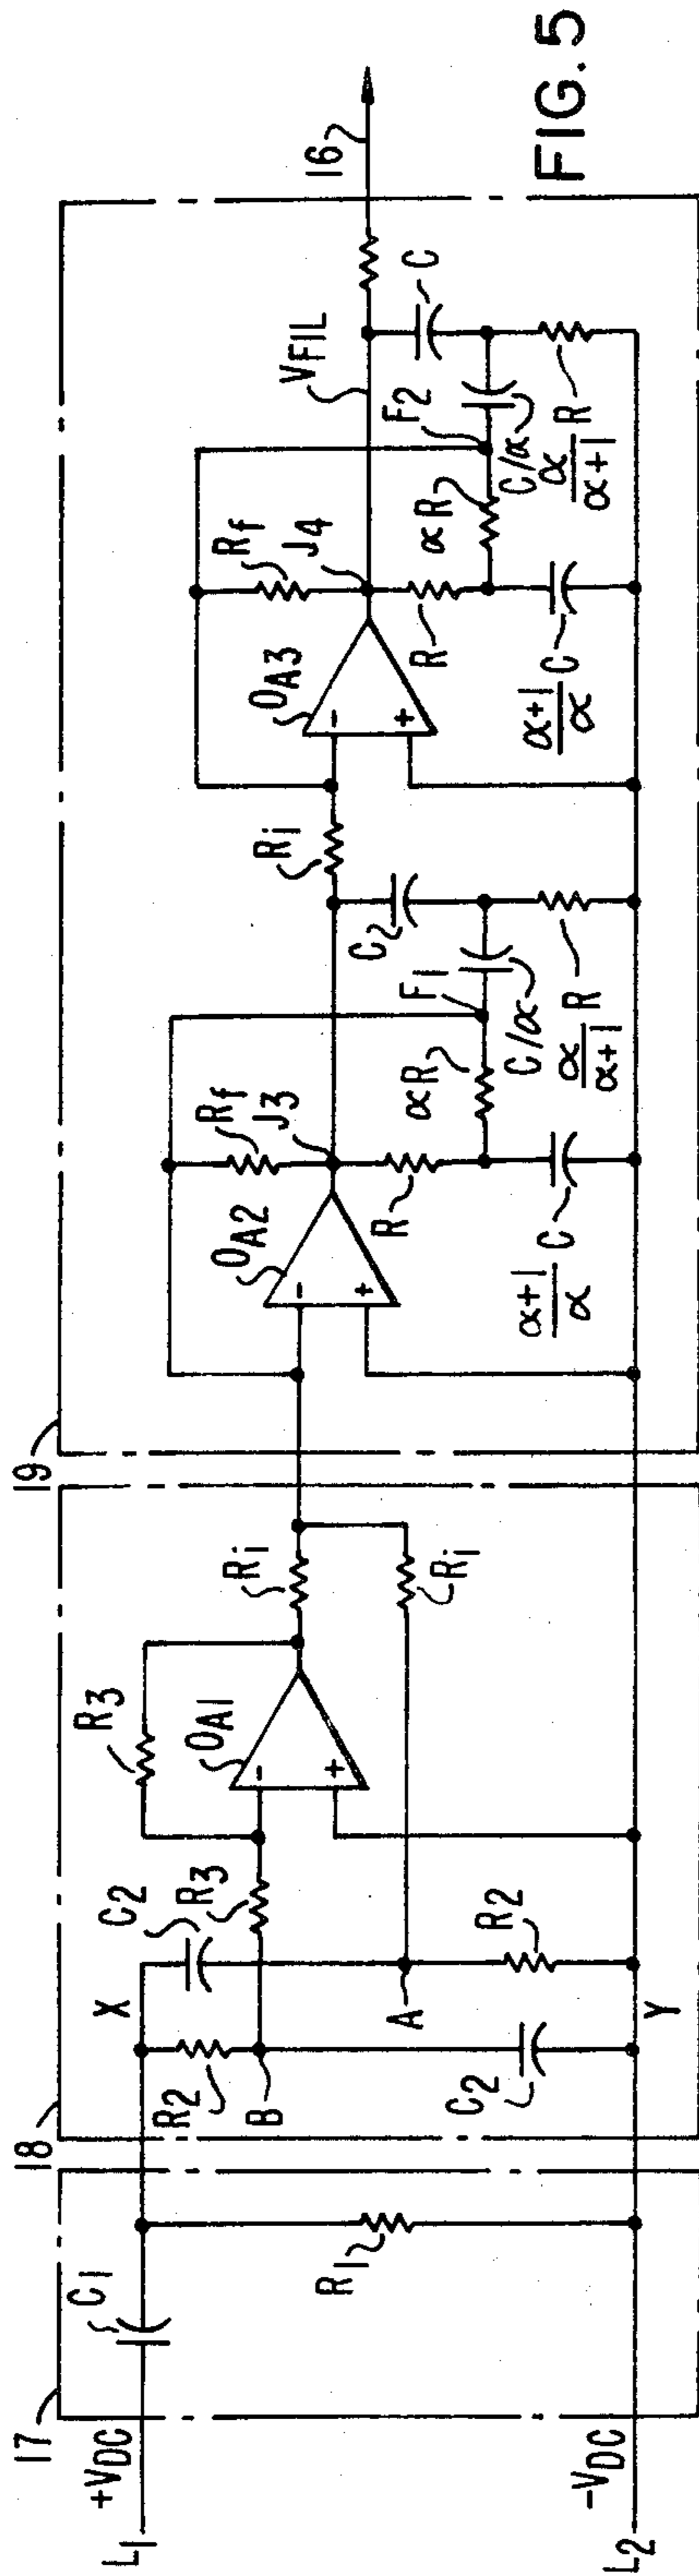 FIG. 5
17
18
19
16
L1
+VDC
C1
R1
L2
-VDC
X
Y
R2
B
C2
C2
R3
A
R2
R3
OA1
-
+
Ri
Ri
OA2
-
+
Rf
J3
R
αR
F1
C2
C/α
α/α+1 R
α+1/α C
Ri
OA3
-
+
Rf
J4
R
αR
F2
VFIL
C
C/α
α/α+1 R
α+1/α C